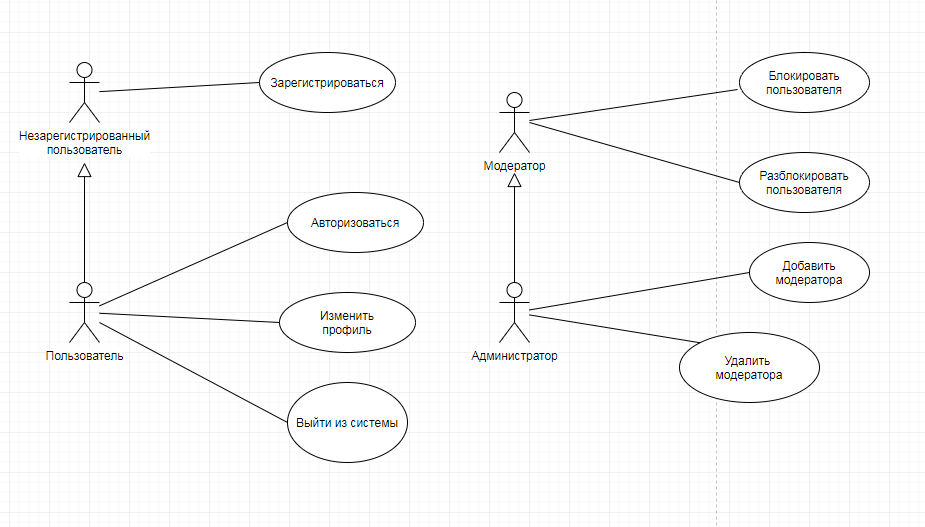 Зарегистрироваться
Незарегистрированный
пользователь
Авторизоваться
Изменить
профиль
Пользователь
Выйти из системы
Блокировать
пользователя
Модератор
Разблокировать
пользователя
Добавить
модератора
Администратор
Удалить
модератора